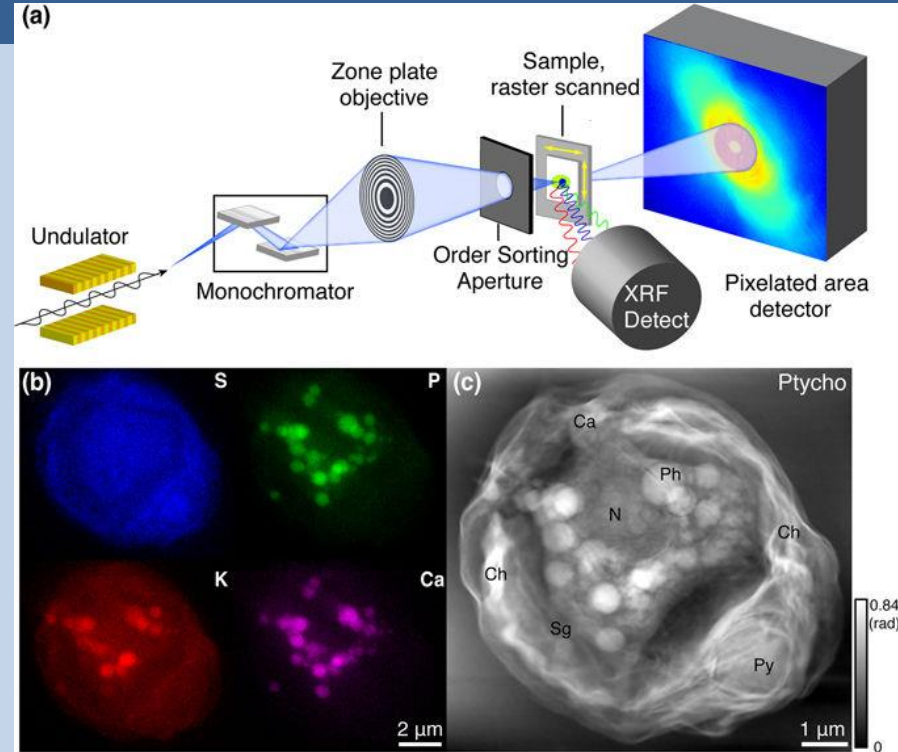 (a)
Zone plate
objective
Sample,
raster scanned
Undulator
Monochromator
Order Sorting
Aperture
XRF
Detect
Pixelated area
detector
(b)
S
P
K
Ca
2 µm
(c)
Ptycho
Ca
Ph
N
Ch
Ch
Sg
Py
0.84
(rad)
0
1 µm